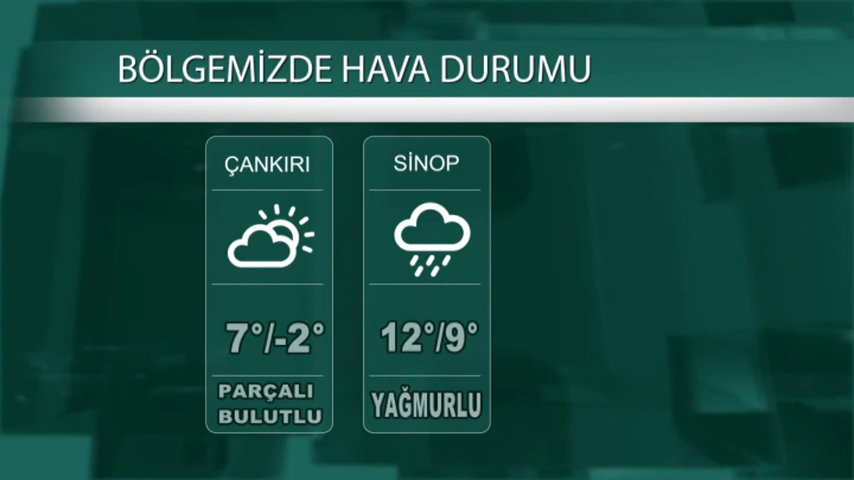 BÖLGEMİZDE HAVA DURUMU
ÇANKIRI
7°/-2°
PARÇALI
BULUTLU
SİNOP
12°/9°
YAĞMURLU